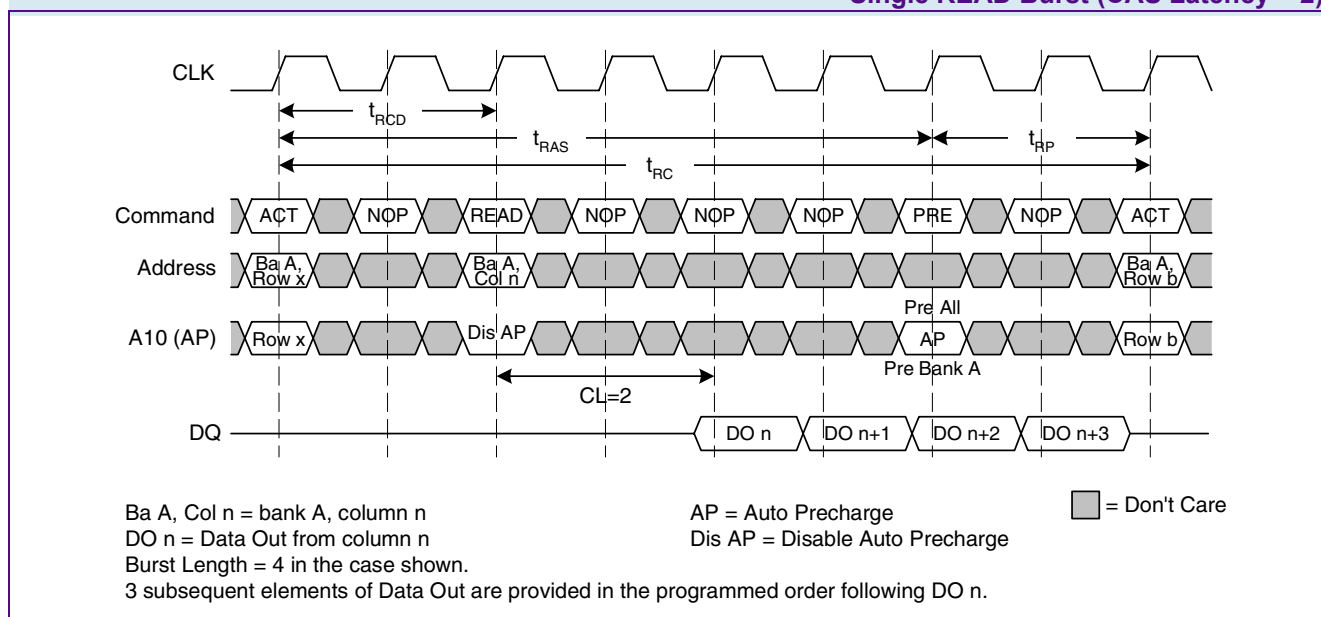 Single READ Burst (CAS Latency = 2)
CLK
tRCD
tRAS
tRP
tRC
Command ACT NOP READ NOP NOP NOP PRE NOP ACT
Address Ba A, Row x Ba A, Col n Ba A, Row b
Pre All
A10 (AP) Row x Dis AP AP Row b
Pre Bank A
CL=2
DQ DO n DO n+1 DO n+2 DO n+3
Ba A, Col n = bank A, column n
DO n = Data Out from column n
Burst Length = 4 in the case shown.
3 subsequent elements of Data Out are provided in the programmed order following DO n.
AP = Auto Precharge
Dis AP = Disable Auto Precharge
= Don't Care